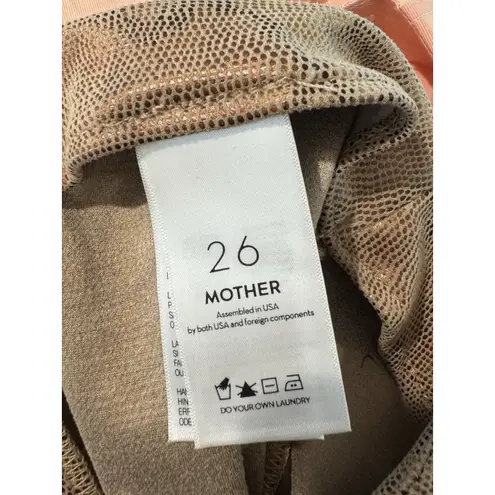 26
MOTHER
Assembled in USA
by both USA and foreign components
DO YOUR OWN LAUNDRY